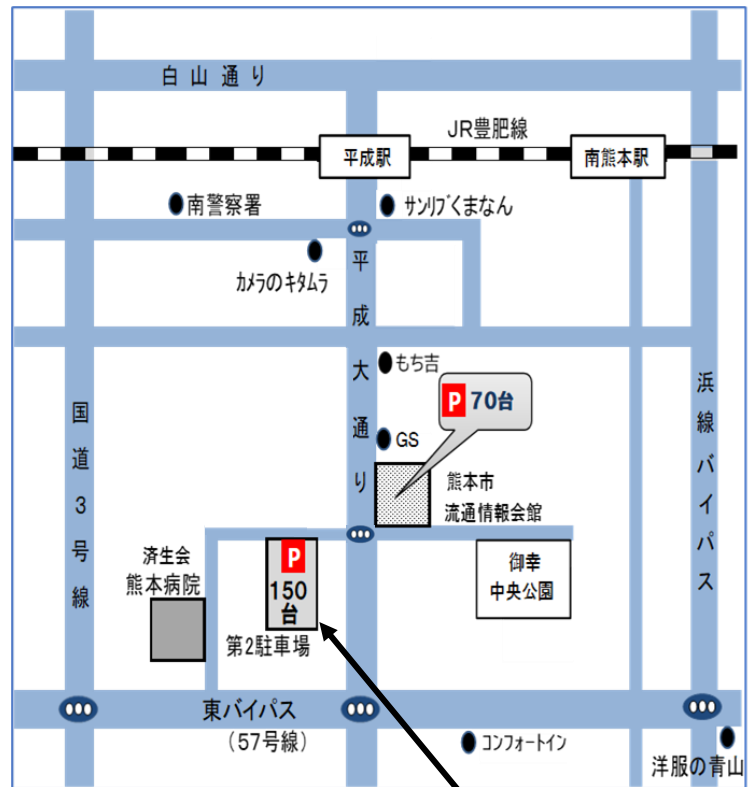 白山通り
JR豊肥線
平成駅
南熊本駅
南警察署
サンリブくまなん
カメラのキタムラ
平成大通り
もち吉
P 70台
GS
国道3号線
浜線バイパス
熊本市
流通情報会館
済生会
熊本病院
P
150
台
第2駐車場
御幸
中央公園
東バイパス
(57号線)
コンフォートイン
洋服の青山